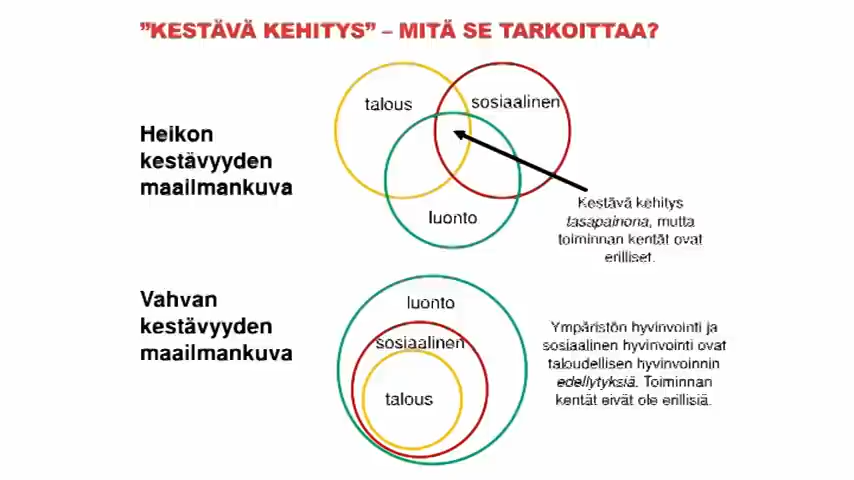 ”KESTÄVÄ KEHITYS” – MITÄ SE TARKOITTAA?
talous
sosiaalinen
luonto
Heikon
kestävyyden
maailmankuva
Kestävä kehitys
tasapainona, mutta
toiminnan kentät ovat
erilliset.
Vahvan
kestävyyden
maailmankuva
luonto
sosiaalinen
talous
Ympäristön hyvinvointi ja
sosiaalinen hyvinvointi ovat
taloudellisen hyvinvoinnin
edellytyksiä. Toiminnan
kentät eivät ole erillisiä.